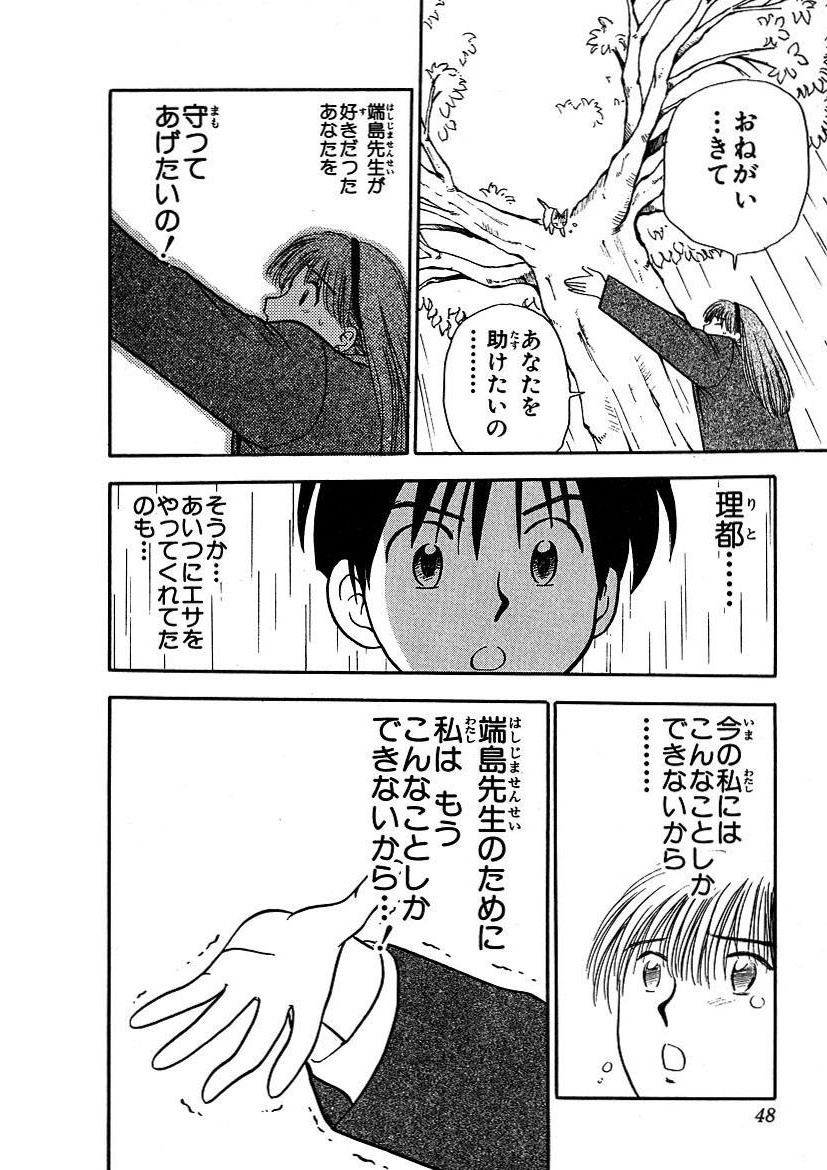 おねがい
…きて
あなたを
助けたいの
………
端島先生が
好きだった
あなたを
守って
あげたいの!
理都……
そうか…
あいつにエサを
やってくれてた
のも…
今の私には
こんなことしか
できないから
………
端島先生のために
私は もう
こんなことしか
できないから…!
48